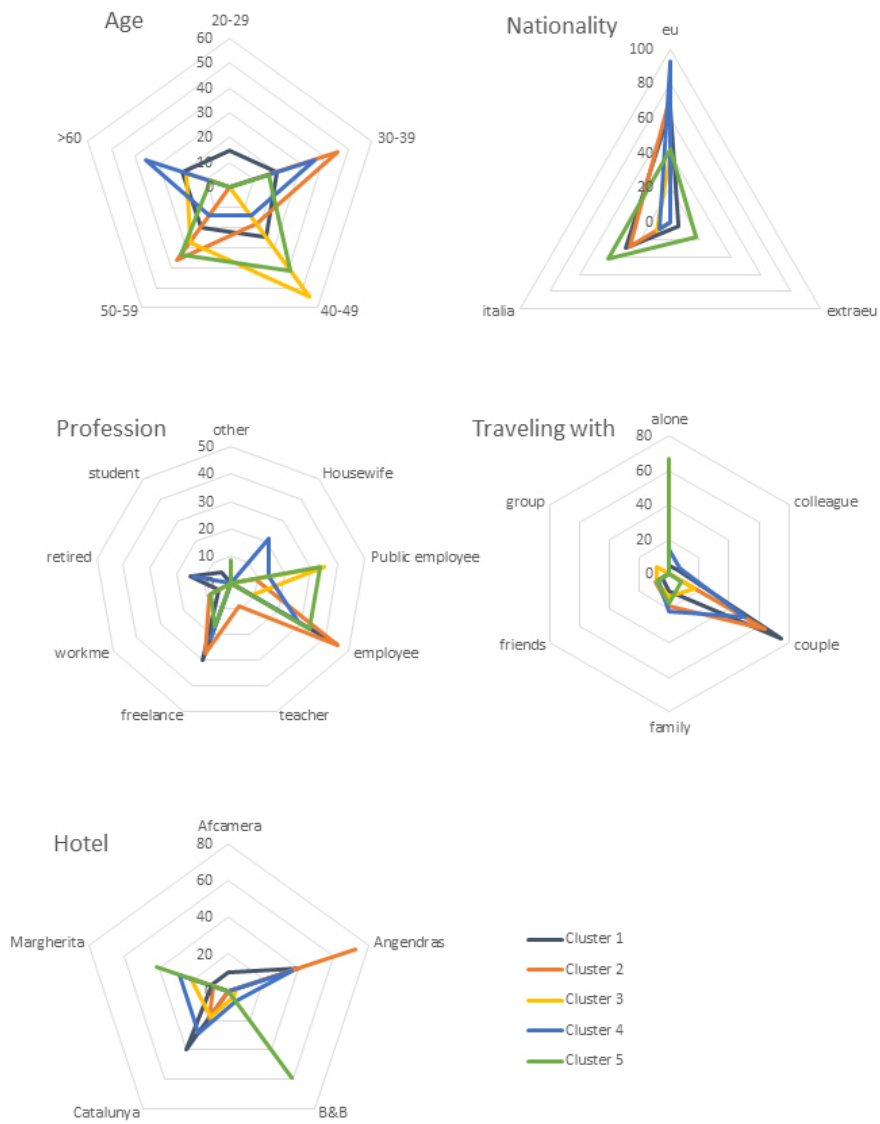 Age
20-29
60
50
40
30
20
10
0
30-39
40-49
50-59
>60
Nationality
eu
100
80
60
40
20
0
extraeu
italia
Profession
other
50
40
30
20
10
0
Housewife
Public employee
employee
teacher
freelance
workme
retired
student
Traveling with
alone
80
60
40
20
0
colleague
couple
family
friends
group
Hotel
Afcamera
80
60
40
20
Angendras
B&B
Catalunya
Margherita
Cluster 1
Cluster 2
Cluster 3
Cluster 4
Cluster 5